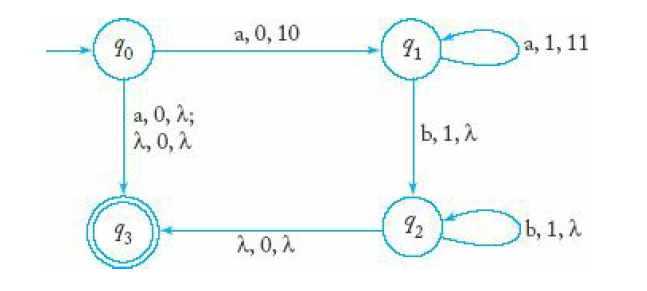 a, 0, 10
q0
q1
a, 1, 11
a, 0, λ;
λ, 0, λ
b, 1, λ
q3
q2
b, 1, λ
λ, 0, λ